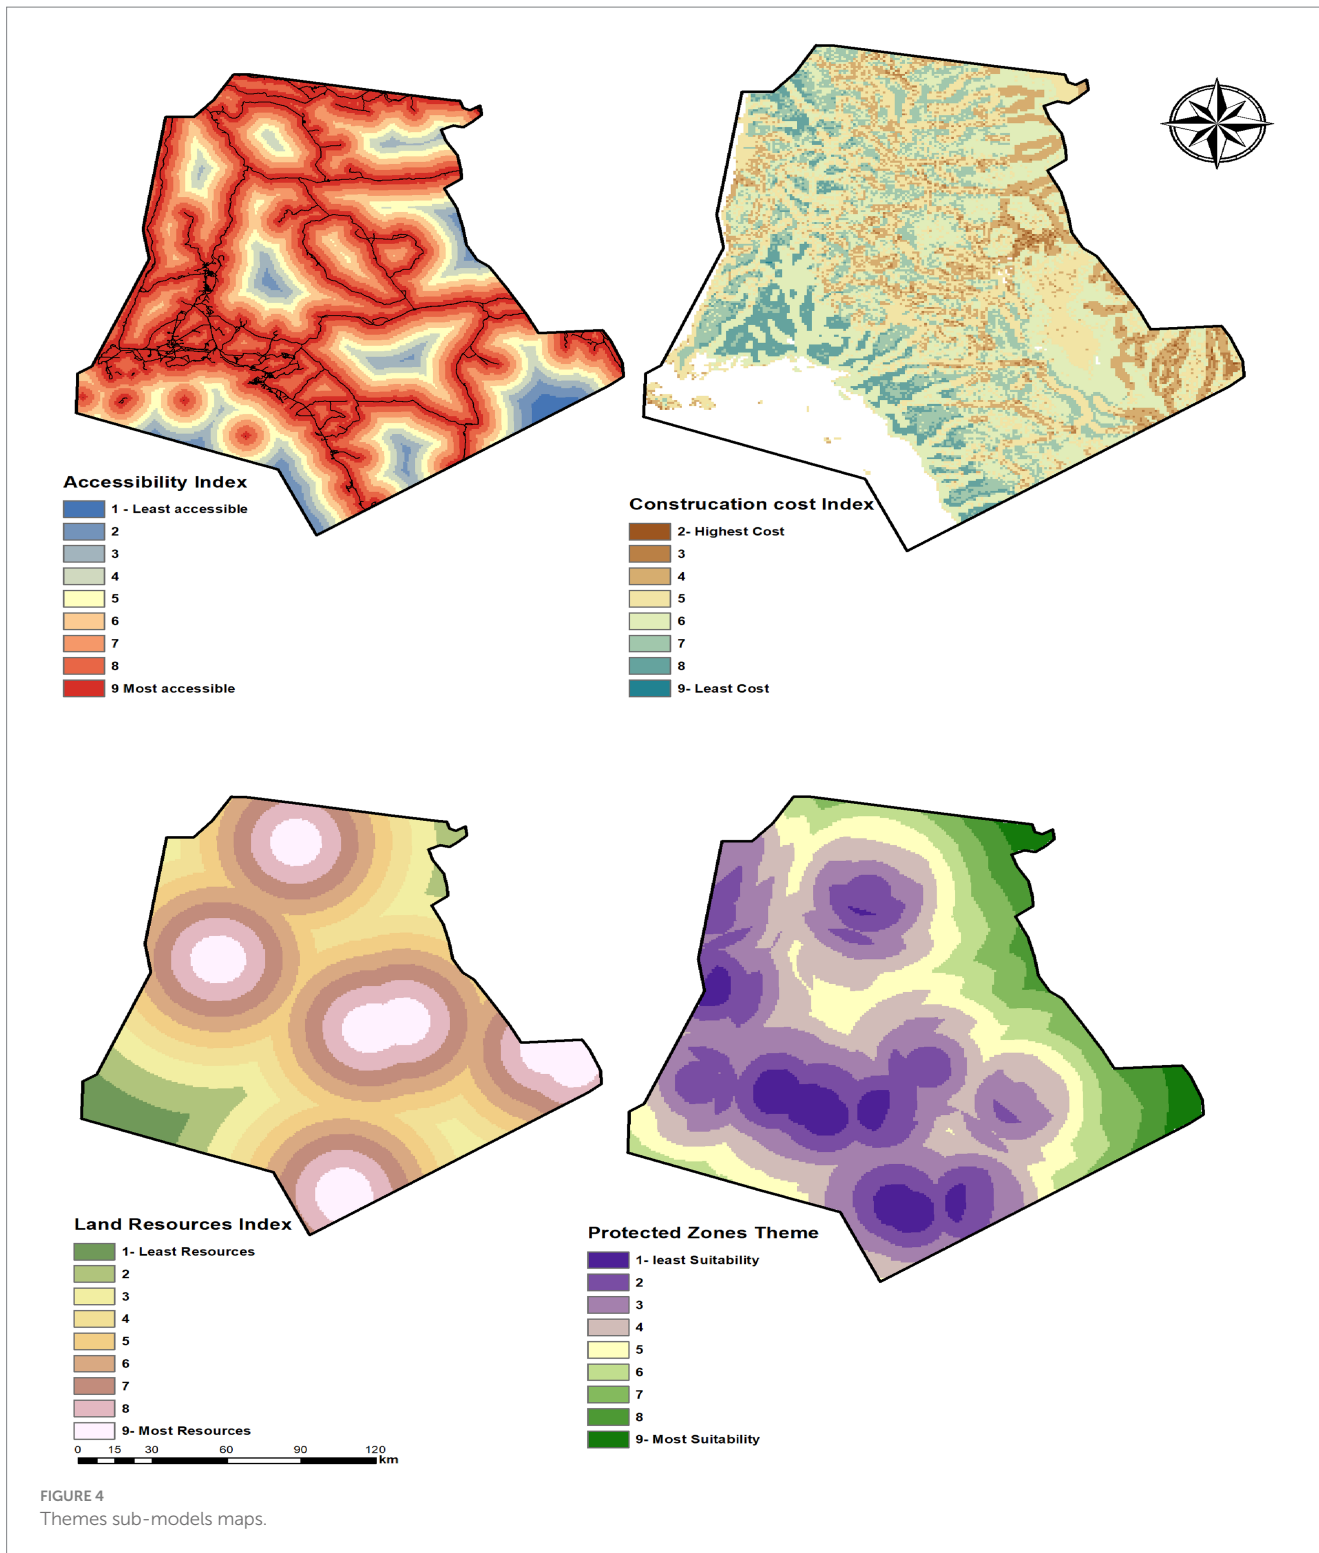 Accessibility Index
1 - Least accessible
2
3
4
5
6
7
8
9 Most accessible
Construcation cost Index
2- Highest Cost
3
4
5
6
7
8
9- Least Cost
Land Resources Index
1- Least Resources
2
3
4
5
6
7
8
9- Most Resources
0 15 30 60 90 120
km
Protected Zones Theme
1- least Suitability
2
3
4
5
6
7
8
9- Most Suitability
FIGURE 4
Themes sub-models maps.